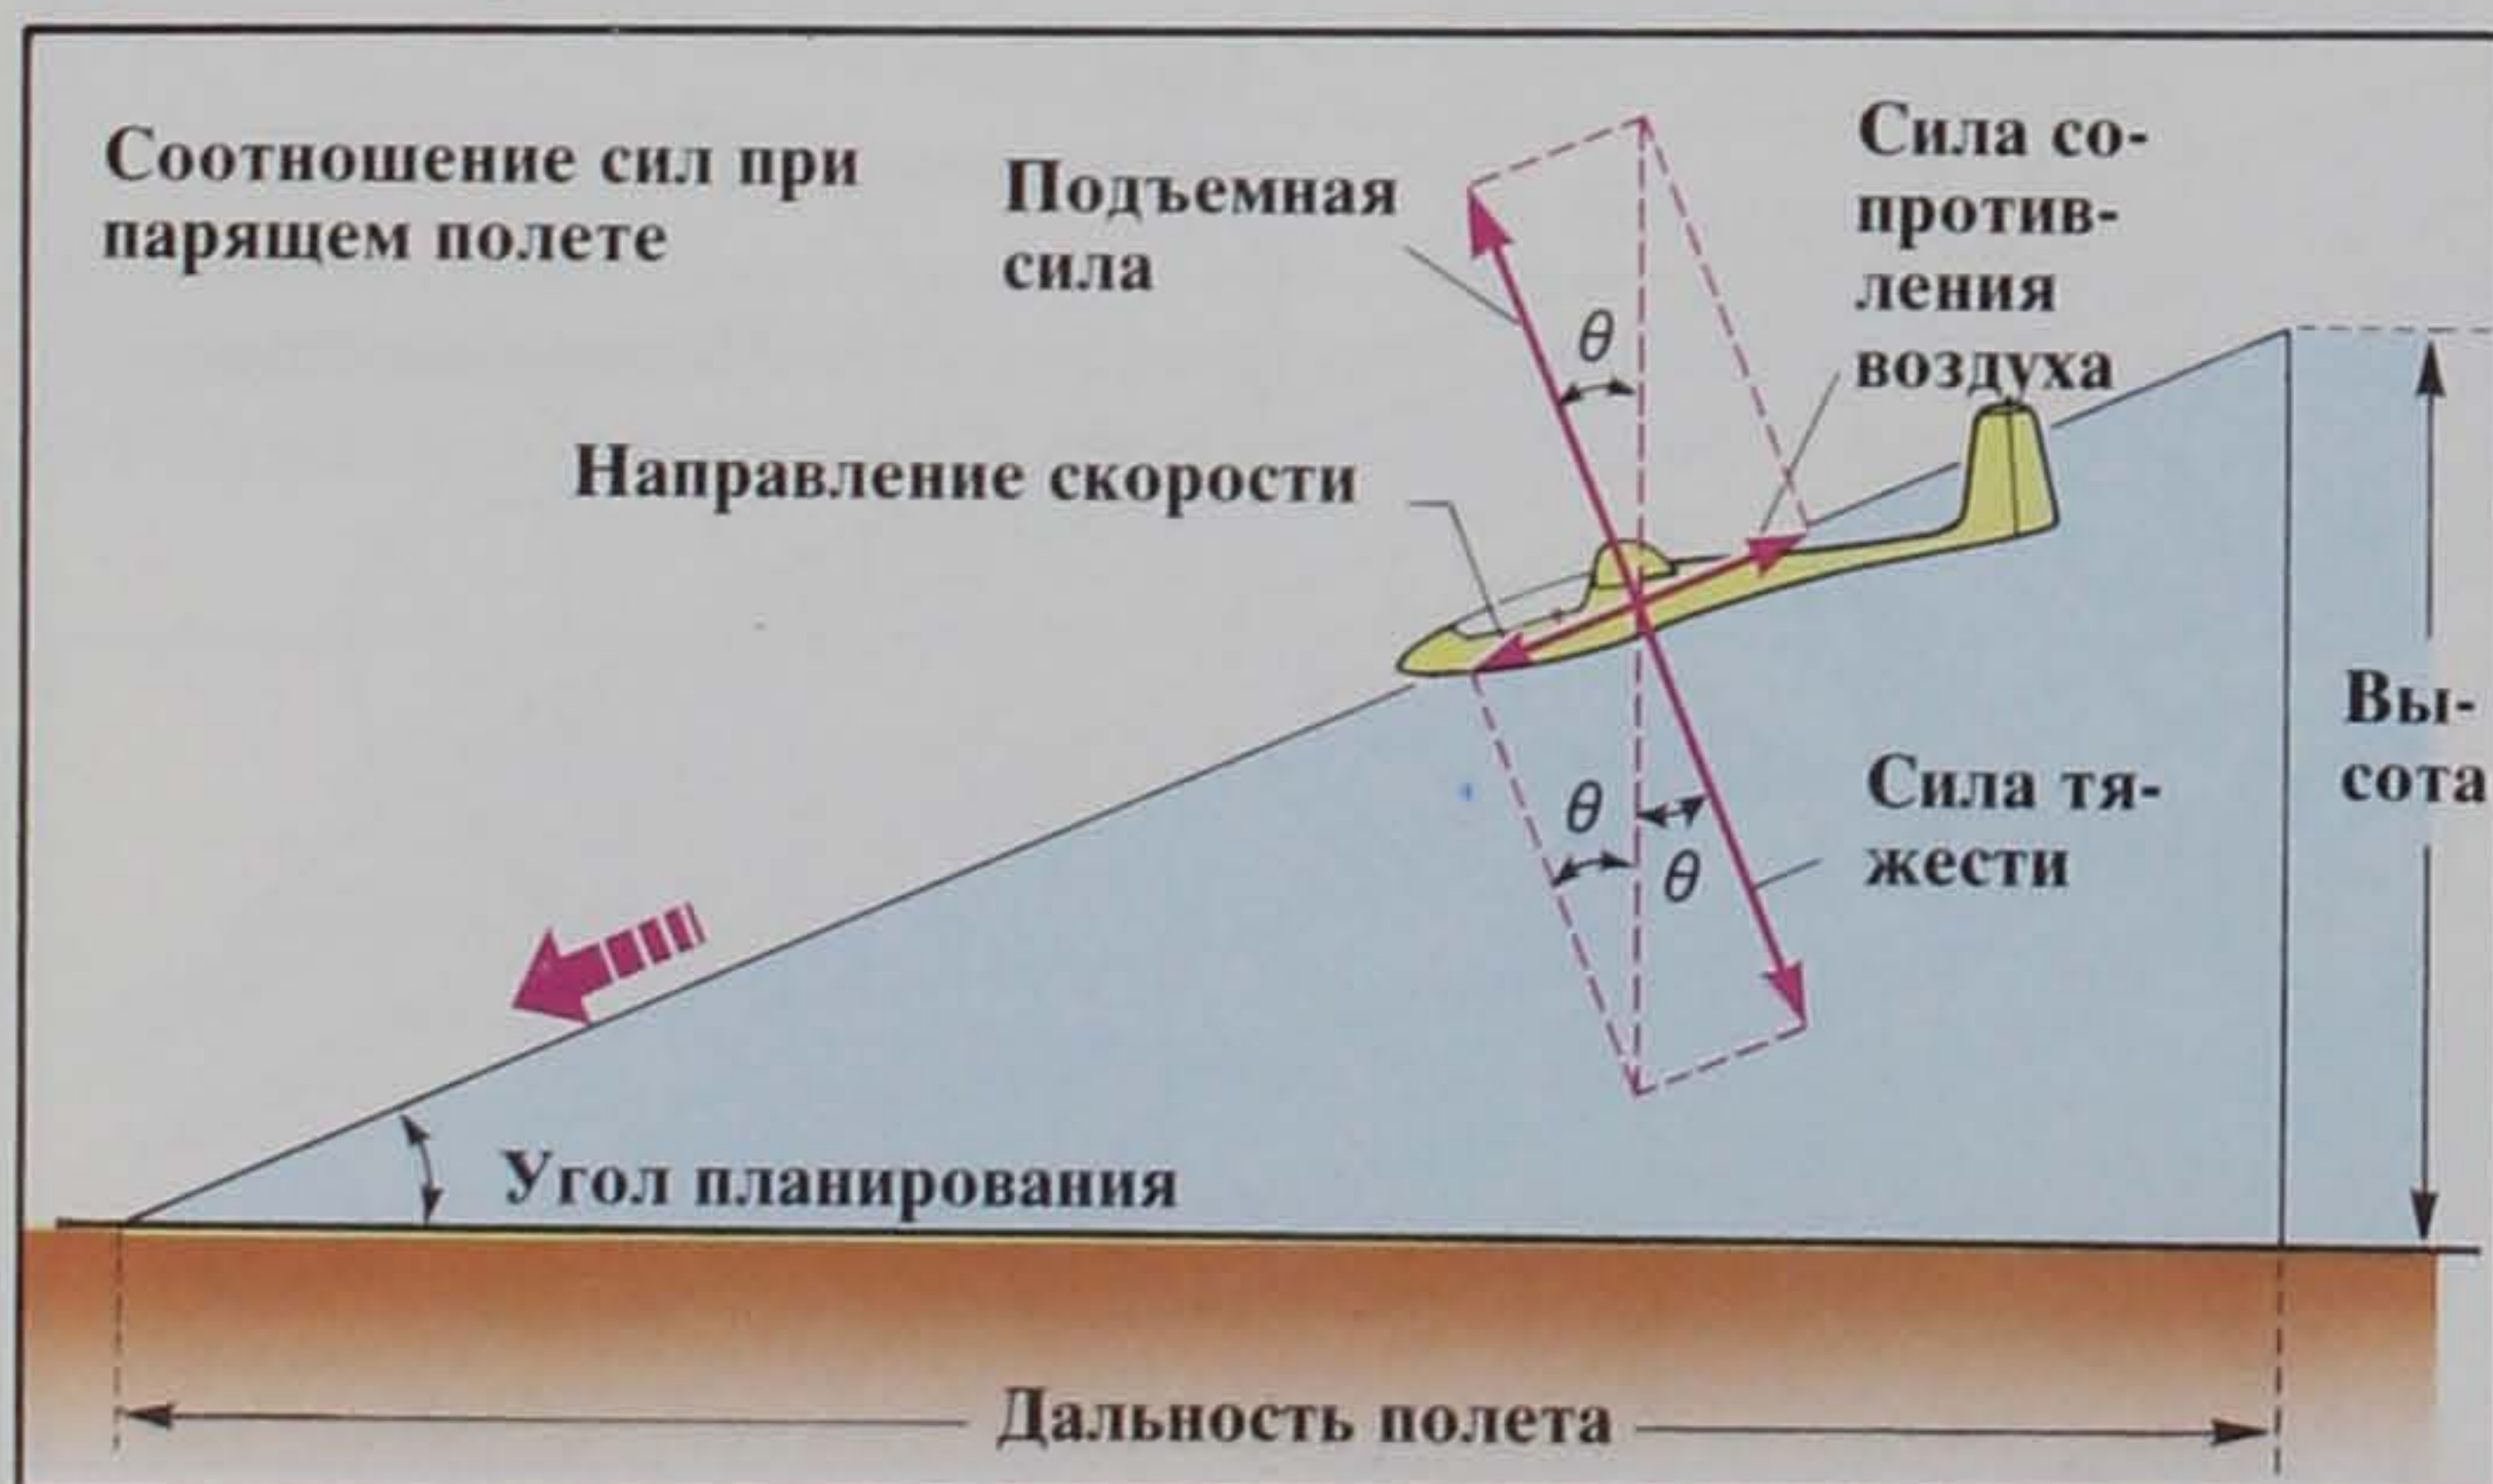 Соотношение сил при
парящем полете
Подъемная
сила
Сила со-
против-
ления
воздуха
Направление скорости
θ
θ
θ
Сила тя-
жести
Вы-
сота
Угол планирования
Дальность полета